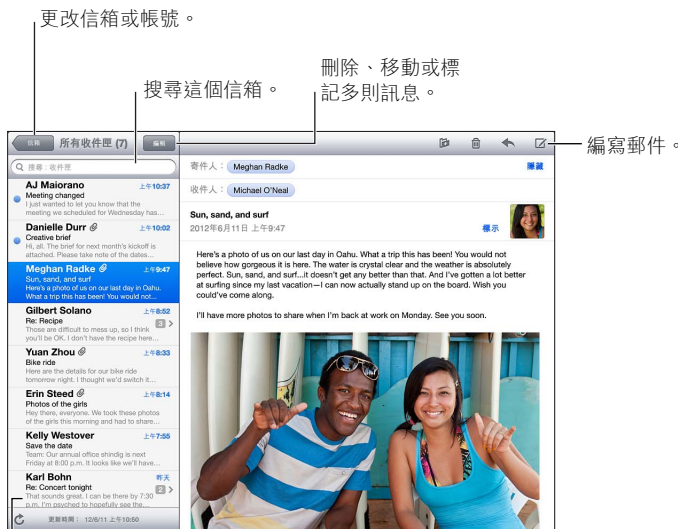 更改信箱或帳號。
搜尋這個信箱。
刪除、移動或標
記多則訊息。
編寫郵件。
信箱
所有收件匣 (7)
編輯
搜尋：收件匣
AJ Maiorano 上午10:37
Meeting changed
I just wanted to let you know that the
meeting we scheduled for Wednesday has...
Danielle Durr 上午10:02
Creative brief
Hi, all. The brief for next month's kickoff is
attached. Please take note of the dates...
Meghan Radke 上午9:47
Sun, sand, and surf
Here's a photo of us on our last day in Oahu.
What a trip this has been! You would not...
Gilbert Solano 上午8:52
Re: Recipe 3
Those are difficult to mess up, so I think
you'll be OK. I don't have the recipe here...
Yuan Zhou 上午8:33
Bike ride
Here are the details for our bike ride
tomorrow night. I thought we'd switch it...
Erin Steed 上午8:14
Photos of the girls
Hey there, everyone. We took these photos
of the girls this morning and had to share...
Kelly Westover 上午7:55
Save the date
Team: Our annual office shindig is next
Friday at 8:00 p.m. It looks like we'll have...
Karl Bohn 昨天
Re: Concert tonight 2
That sounds great. I can be there by 7:30
p.m. I'm psyched to hopefully see the...
更新時間： 12/6/11 上午10:50
寄件人： Meghan Radke 隱藏
收件人： Michael O'Neal
Sun, sand, and surf
2012年6月11日 上午9:47 標示
Here's a photo of us on our last day in Oahu. What a trip this has been! You would not
believe how gorgeous it is here. The water is crystal clear and the weather is absolutely
perfect. Sun, sand, and surf...it doesn't get any better than that. And I've gotten a lot better
at surfing since my last vacation—I can now actually stand up on the board. Wish you
could've come along.
I'll have more photos to share when I'm back at work on Monday. See you soon.